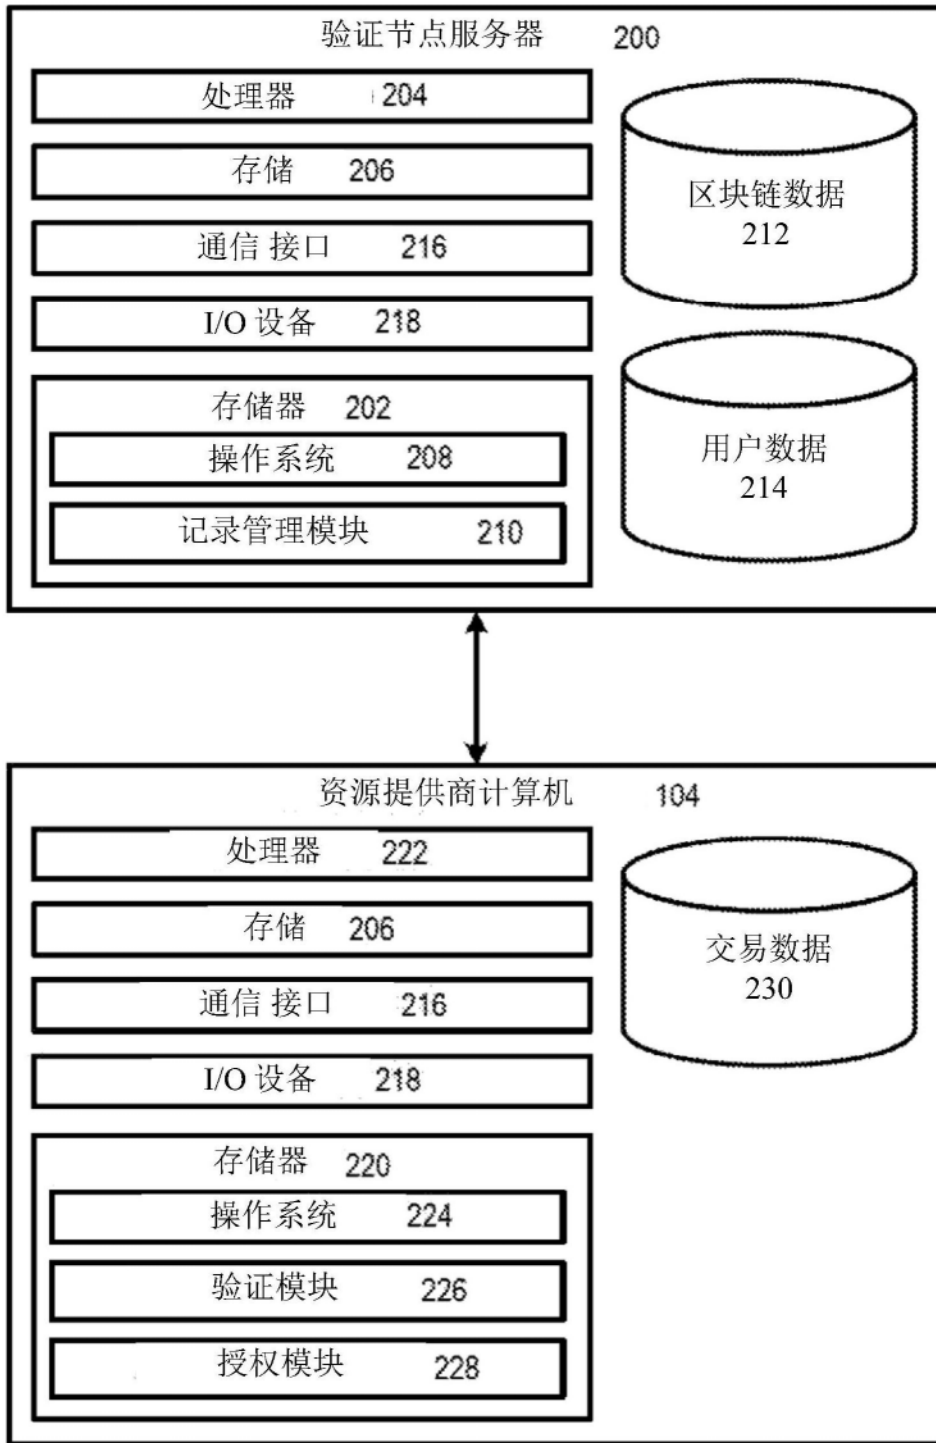 验证节点服务器 200
处理器 204
存储 206
通信 接口 216
I/O 设备 218
存储器 202
操作系统 208
记录管理模块 210
区块链数据
212
用户数据
214
资源提供商计算机 104
处理器 222
存储 206
通信 接口 216
I/O 设备 218
存储器 220
操作系统 224
验证模块 226
授权模块 228
交易数据
230